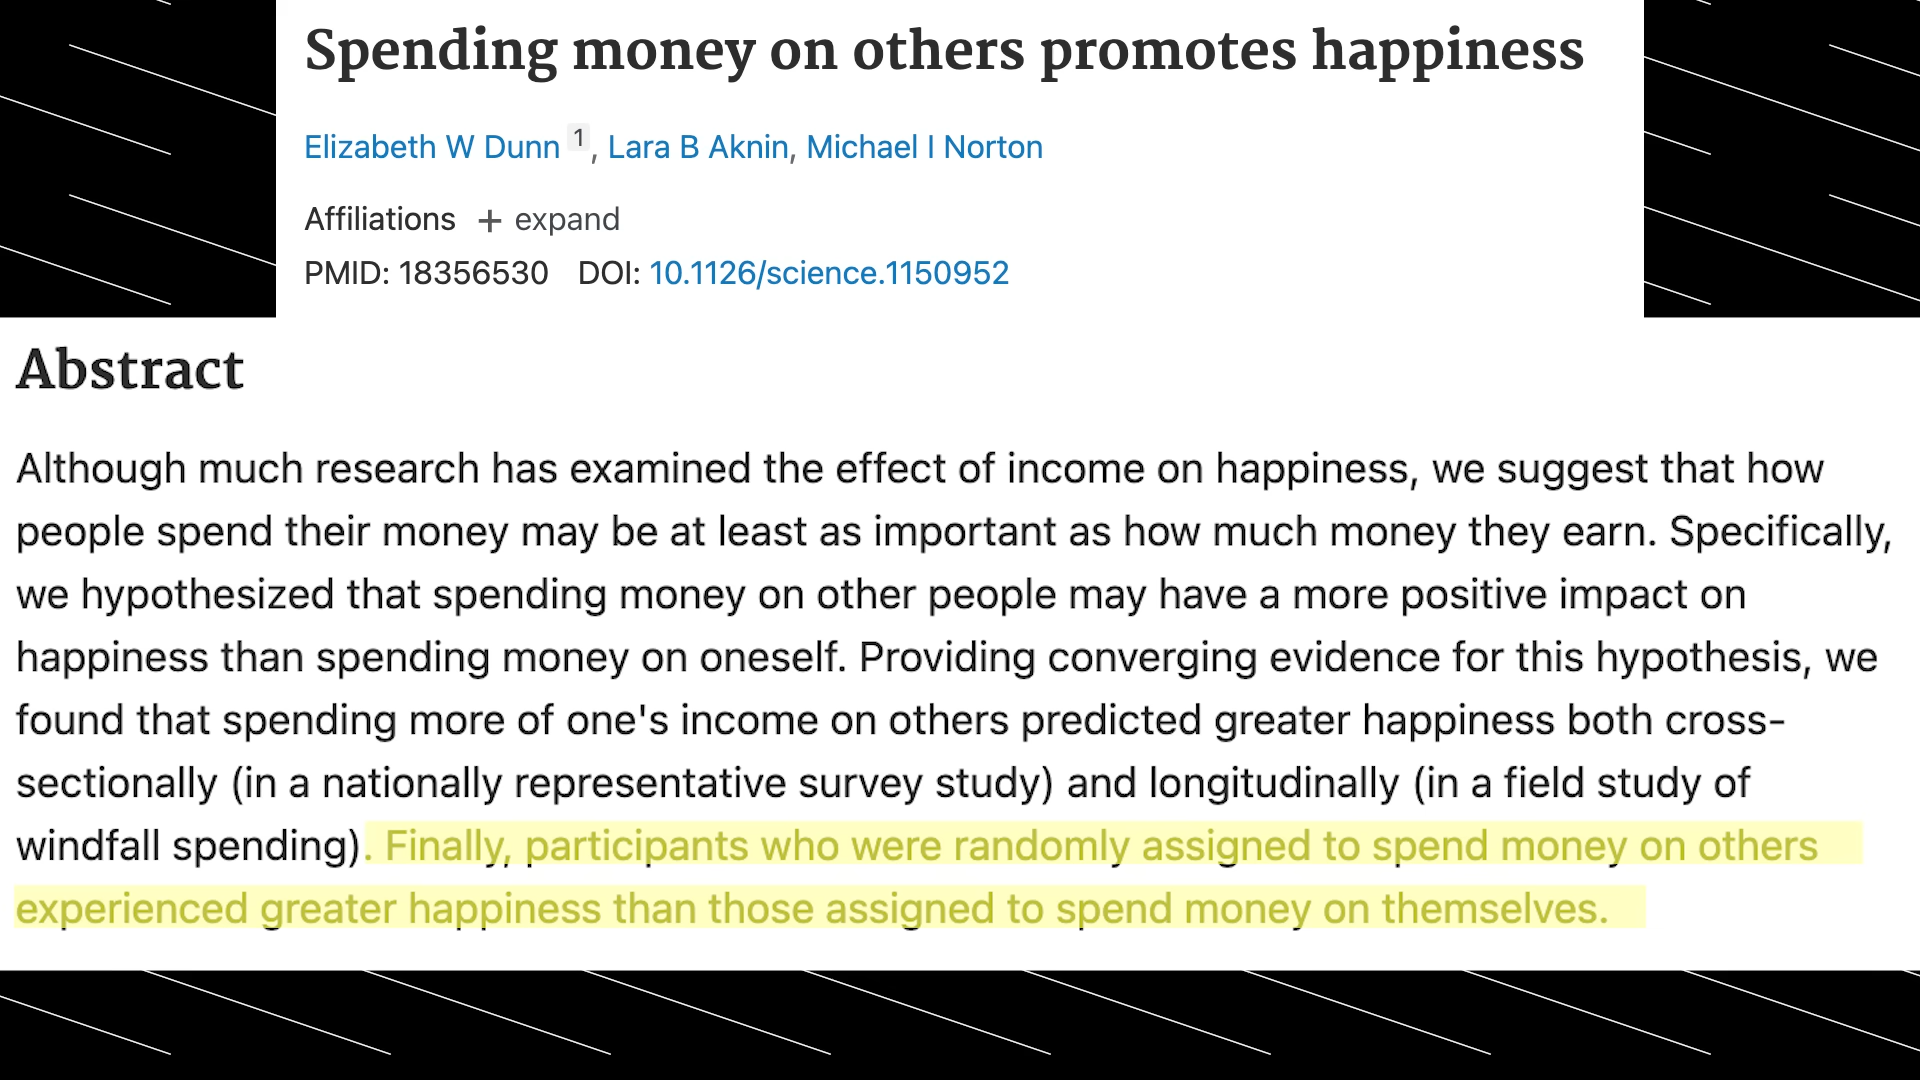 Spending money on others promotes happiness
Elizabeth W Dunn 1, Lara B Aknin, Michael I Norton
Affiliations + expand
PMID: 18356530 DOI: 10.1126/science.1150952
Abstract
Although much research has examined the effect of income on happiness, we suggest that how
people spend their money may be at least as important as how much money they earn. Specifically,
we hypothesized that spending money on other people may have a more positive impact on
happiness than spending money on oneself. Providing converging evidence for this hypothesis, we
found that spending more of one's income on others predicted greater happiness both cross-
sectionally (in a nationally representative survey study) and longitudinally (in a field study of
windfall spending). Finally, participants who were randomly assigned to spend money on others
experienced greater happiness than those assigned to spend money on themselves.